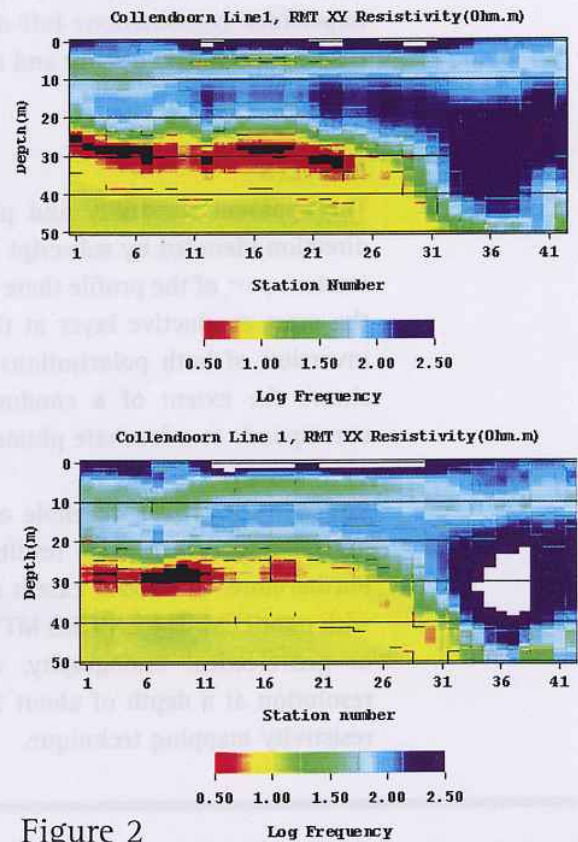 Collendoorn Line1, RMT XY Resistivity(Ohm.m)
Depth(m)
0
10
20
30
40
50
1 6 11 16 21 26 31 36 41
Station Number
0.50 1.00 1.50 2.00 2.50
Log Frequency
Collendoorn Line 1, RMT YX Resistivity(Ohm.m)
Depth(m)
0
10
20
30
40
50
1 6 11 16 21 26 31 36 41
Station number
0.50 1.00 1.50 2.00 2.50
Log Frequency
Figure 2